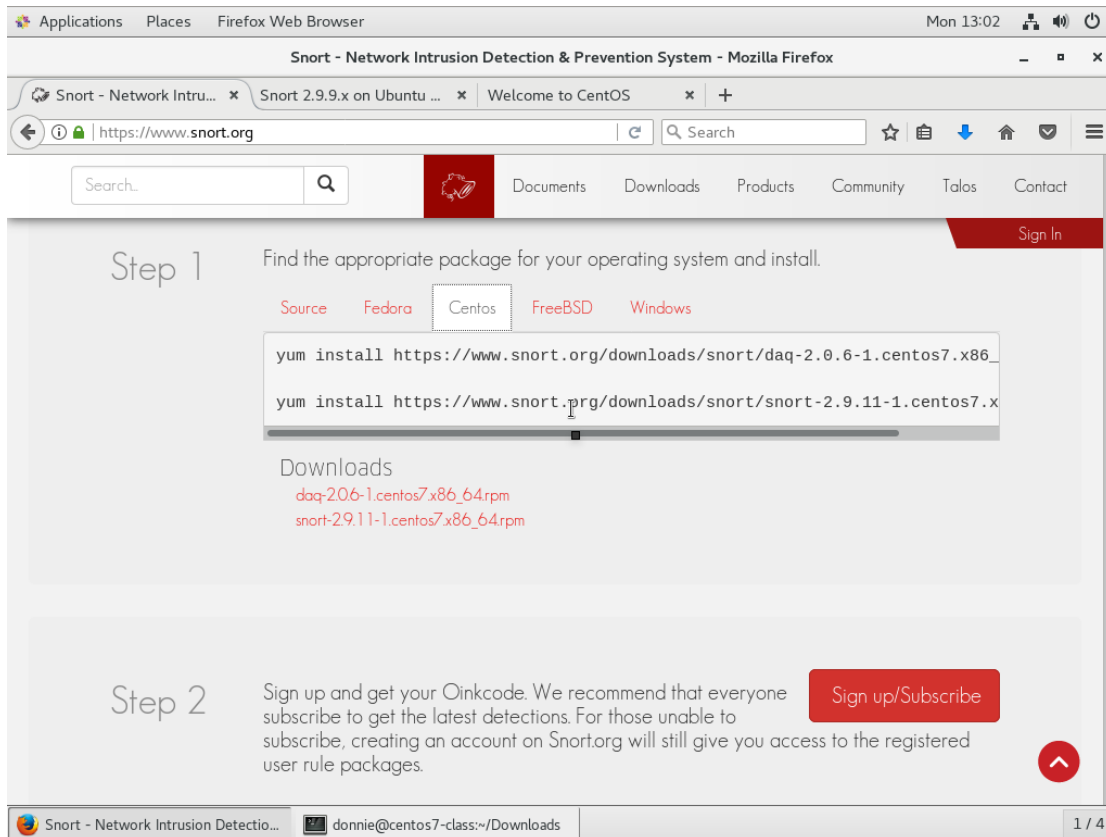 Applications Places Firefox Web Browser Mon 13:02
Snort - Network Intrusion Detection & Prevention System - Mozilla Firefox
Snort - Network Intru... Snort 2.9.9.x on Ubuntu ... Welcome to CentOS
https://www.snort.org Search
Search.. Documents Downloads Products Community Talos Contact
Sign In
Step 1
Find the appropriate package for your operating system and install.
Source Fedora Centos FreeBSD Windows
yum install https://www.snort.org/downloads/snort/daq-2.0.6-1.centos7.x86_
yum install https://www.snort.org/downloads/snort/snort-2.9.11-1.centos7.x
Downloads
daq-2.0.6-1.centos7.x86_64.rpm
snort-2.9.11-1.centos7.x86_64.rpm
Step 2
Sign up and get your Oinkcode. We recommend that everyone
subscribe to get the latest detections. For those unable to
subscribe, creating an account on Snort.org will still give you access to the registered
user rule packages.
Sign up/Subscribe
Snort - Network Intrusion Detectio... donnie@centos7-class:~/Downloads 1 / 4